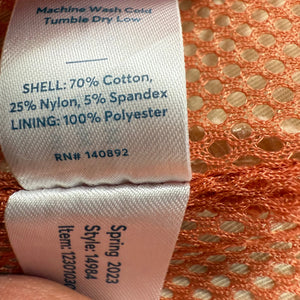 Machine Wash Cold
Tumble Dry Low
SHELL: 70% Cotton,
25% Nylon, 5% Spandex
LINING: 100% Polyester
RN# 140892
Spring 2023
Style: 14984
Item: